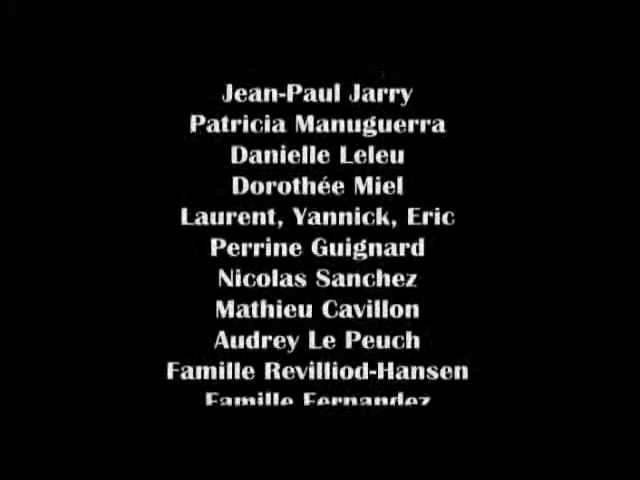 Jean-Paul Jarry
Patricia Manuguerra
Danielle Leleu
Dorothée Miel
Laurent, Yannick, Eric
Perrine Guignard
Nicolas Sanchez
Mathieu Cavillon
Audrey Le Peuch
Famille Revilliod-Hansen
Famille Fernandez